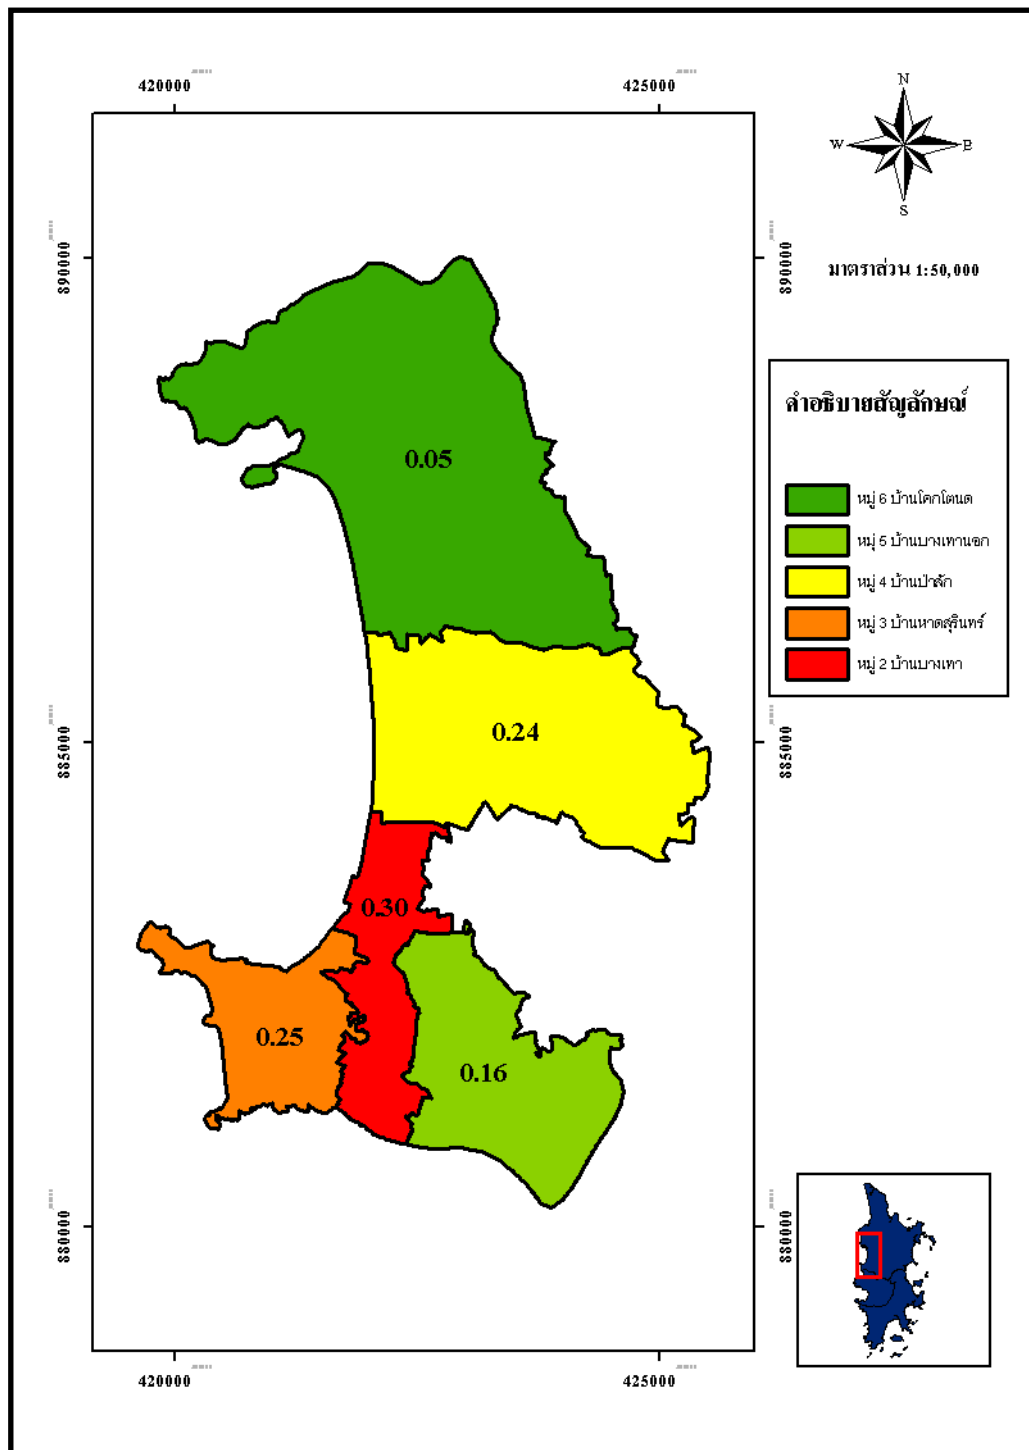 420000
425000
N
W
E
S
890000
890000
มาตราส่วน 1:50,000
คำอธิบายสัญลักษณ์
0.05
หมู่ 6 บ้านโคกโตนด
หมู่ 5 บ้านบางเทานอก
หมู่ 4 บ้านป่าสัก
หมู่ 3 บ้านหาดสุรินทร์
หมู่ 2 บ้านบางเทา
0.24
885000
885000
0.30
0.25
0.16
880000
880000
420000
425000